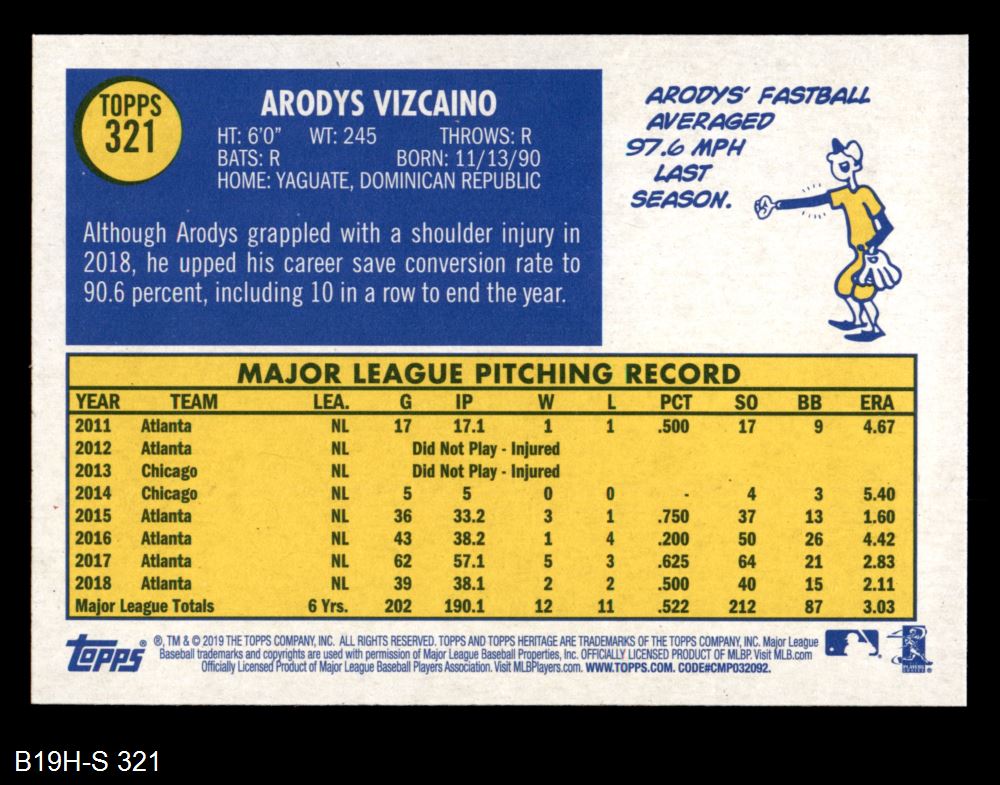 TOPPS
321
ARODYS VIZCAINO
HT: 6'0" WT: 245 THROWS: R
BATS: R BORN: 11/13/90
HOME: YAGUATE, DOMINICAN REPUBLIC
Although Arodys grappled with a shoulder injury in
2018, he upped his career save conversion rate to
90.6 percent, including 10 in a row to end the year.
ARODYS' FASTBALL
AVERAGED
97.6 MPH
LAST
SEASON.
MAJOR LEAGUE PITCHING RECORD
YEAR TEAM LEA. G IP W L PCT SO BB ERA
2011 Atlanta NL 17 17.1 1 1 .500 17 9 4.67
2012 Atlanta NL Did Not Play - Injured
2013 Chicago NL Did Not Play - Injured
2014 Chicago NL 5 5 0 0 - 4 3 5.40
2015 Atlanta NL 36 33.2 3 1 .750 37 13 1.60
2016 Atlanta NL 43 38.2 1 4 .200 50 26 4.42
2017 Atlanta NL 62 57.1 5 3 .625 64 21 2.83
2018 Atlanta NL 39 38.1 2 2 .500 40 15 2.11
Major League Totals 6 Yrs. 202 190.1 12 11 .522 212 87 3.03
Topps ® ®, TM & © 2019 THE TOPPS COMPANY, INC. ALL RIGHTS RESERVED. TOPPS AND TOPPS HERITAGE ARE TRADEMARKS OF THE TOPPS COMPANY, INC. Major League
Baseball trademarks and copyrights are used with permission of Major League Baseball Properties, Inc. OFFICIALLY LICENSED PRODUCT OF MLBP. Visit MLB.com
Officially Licensed Product of Major League Baseball Players Association. Visit MLBPlayers.com. WWW.TOPPS.COM. CODE#CMP032092.
B19H-S 321